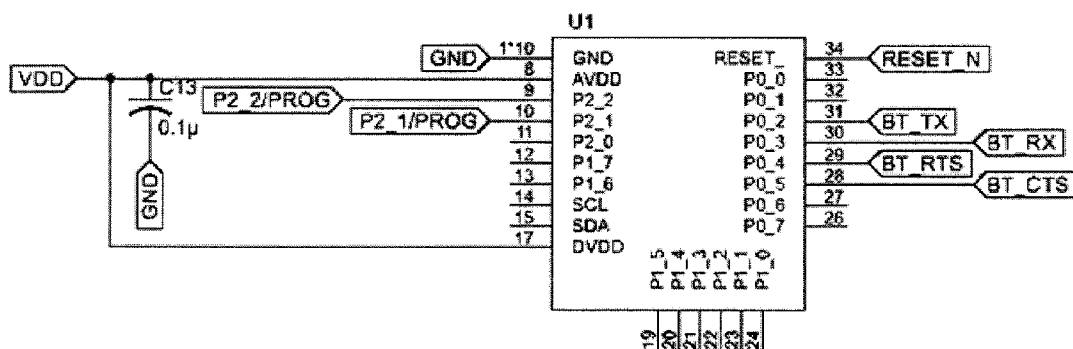 U1
GND 1*10 GND RESET_ 34 RESET_N
VDD 8 AVDD P0_0 33
C13 9 P2_2 P0_1 32
P2_2/PROG
P2_1/PROG 10 P2_1 P0_2 31 BT_TX
0.1µ 11 P2_0 P0_3 30 BT_RX
12 P1_7 P0_4 29 BT_RTS
13 P1_6 P0_5 28 BT_CTS
GND 14 SCL P0_6 27
15 SDA P0_7 26
17 DVDD
P1_5 P1_4 P1_3 P1_2 P1_1 P1_0
19 20 21 22 23 24